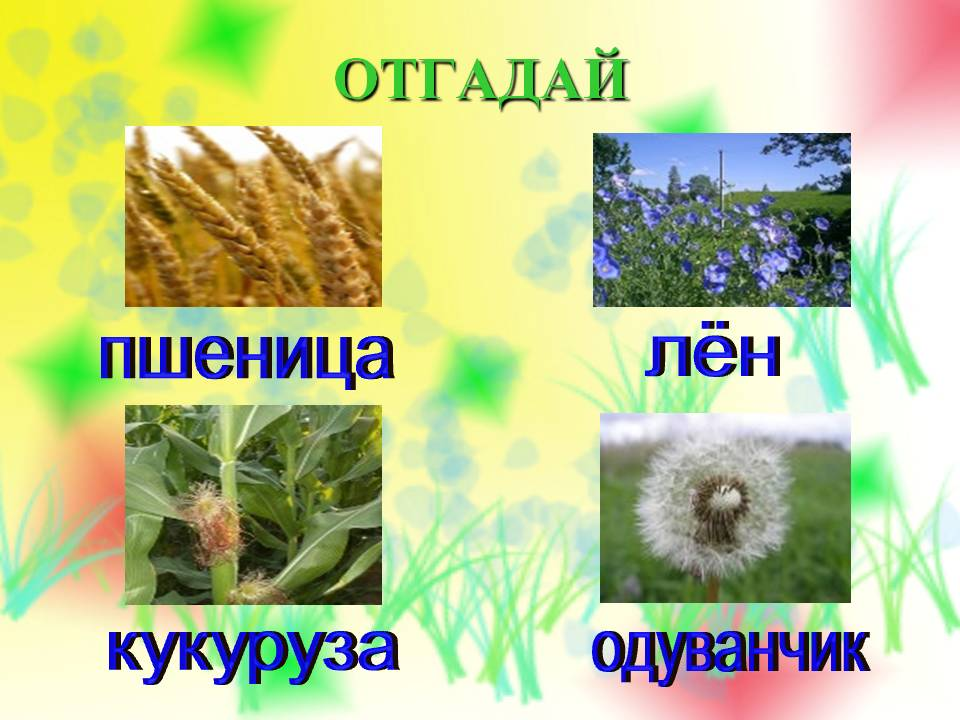 ОТГАДАЙ
пшеница
лён
кукуруза
одуванчик